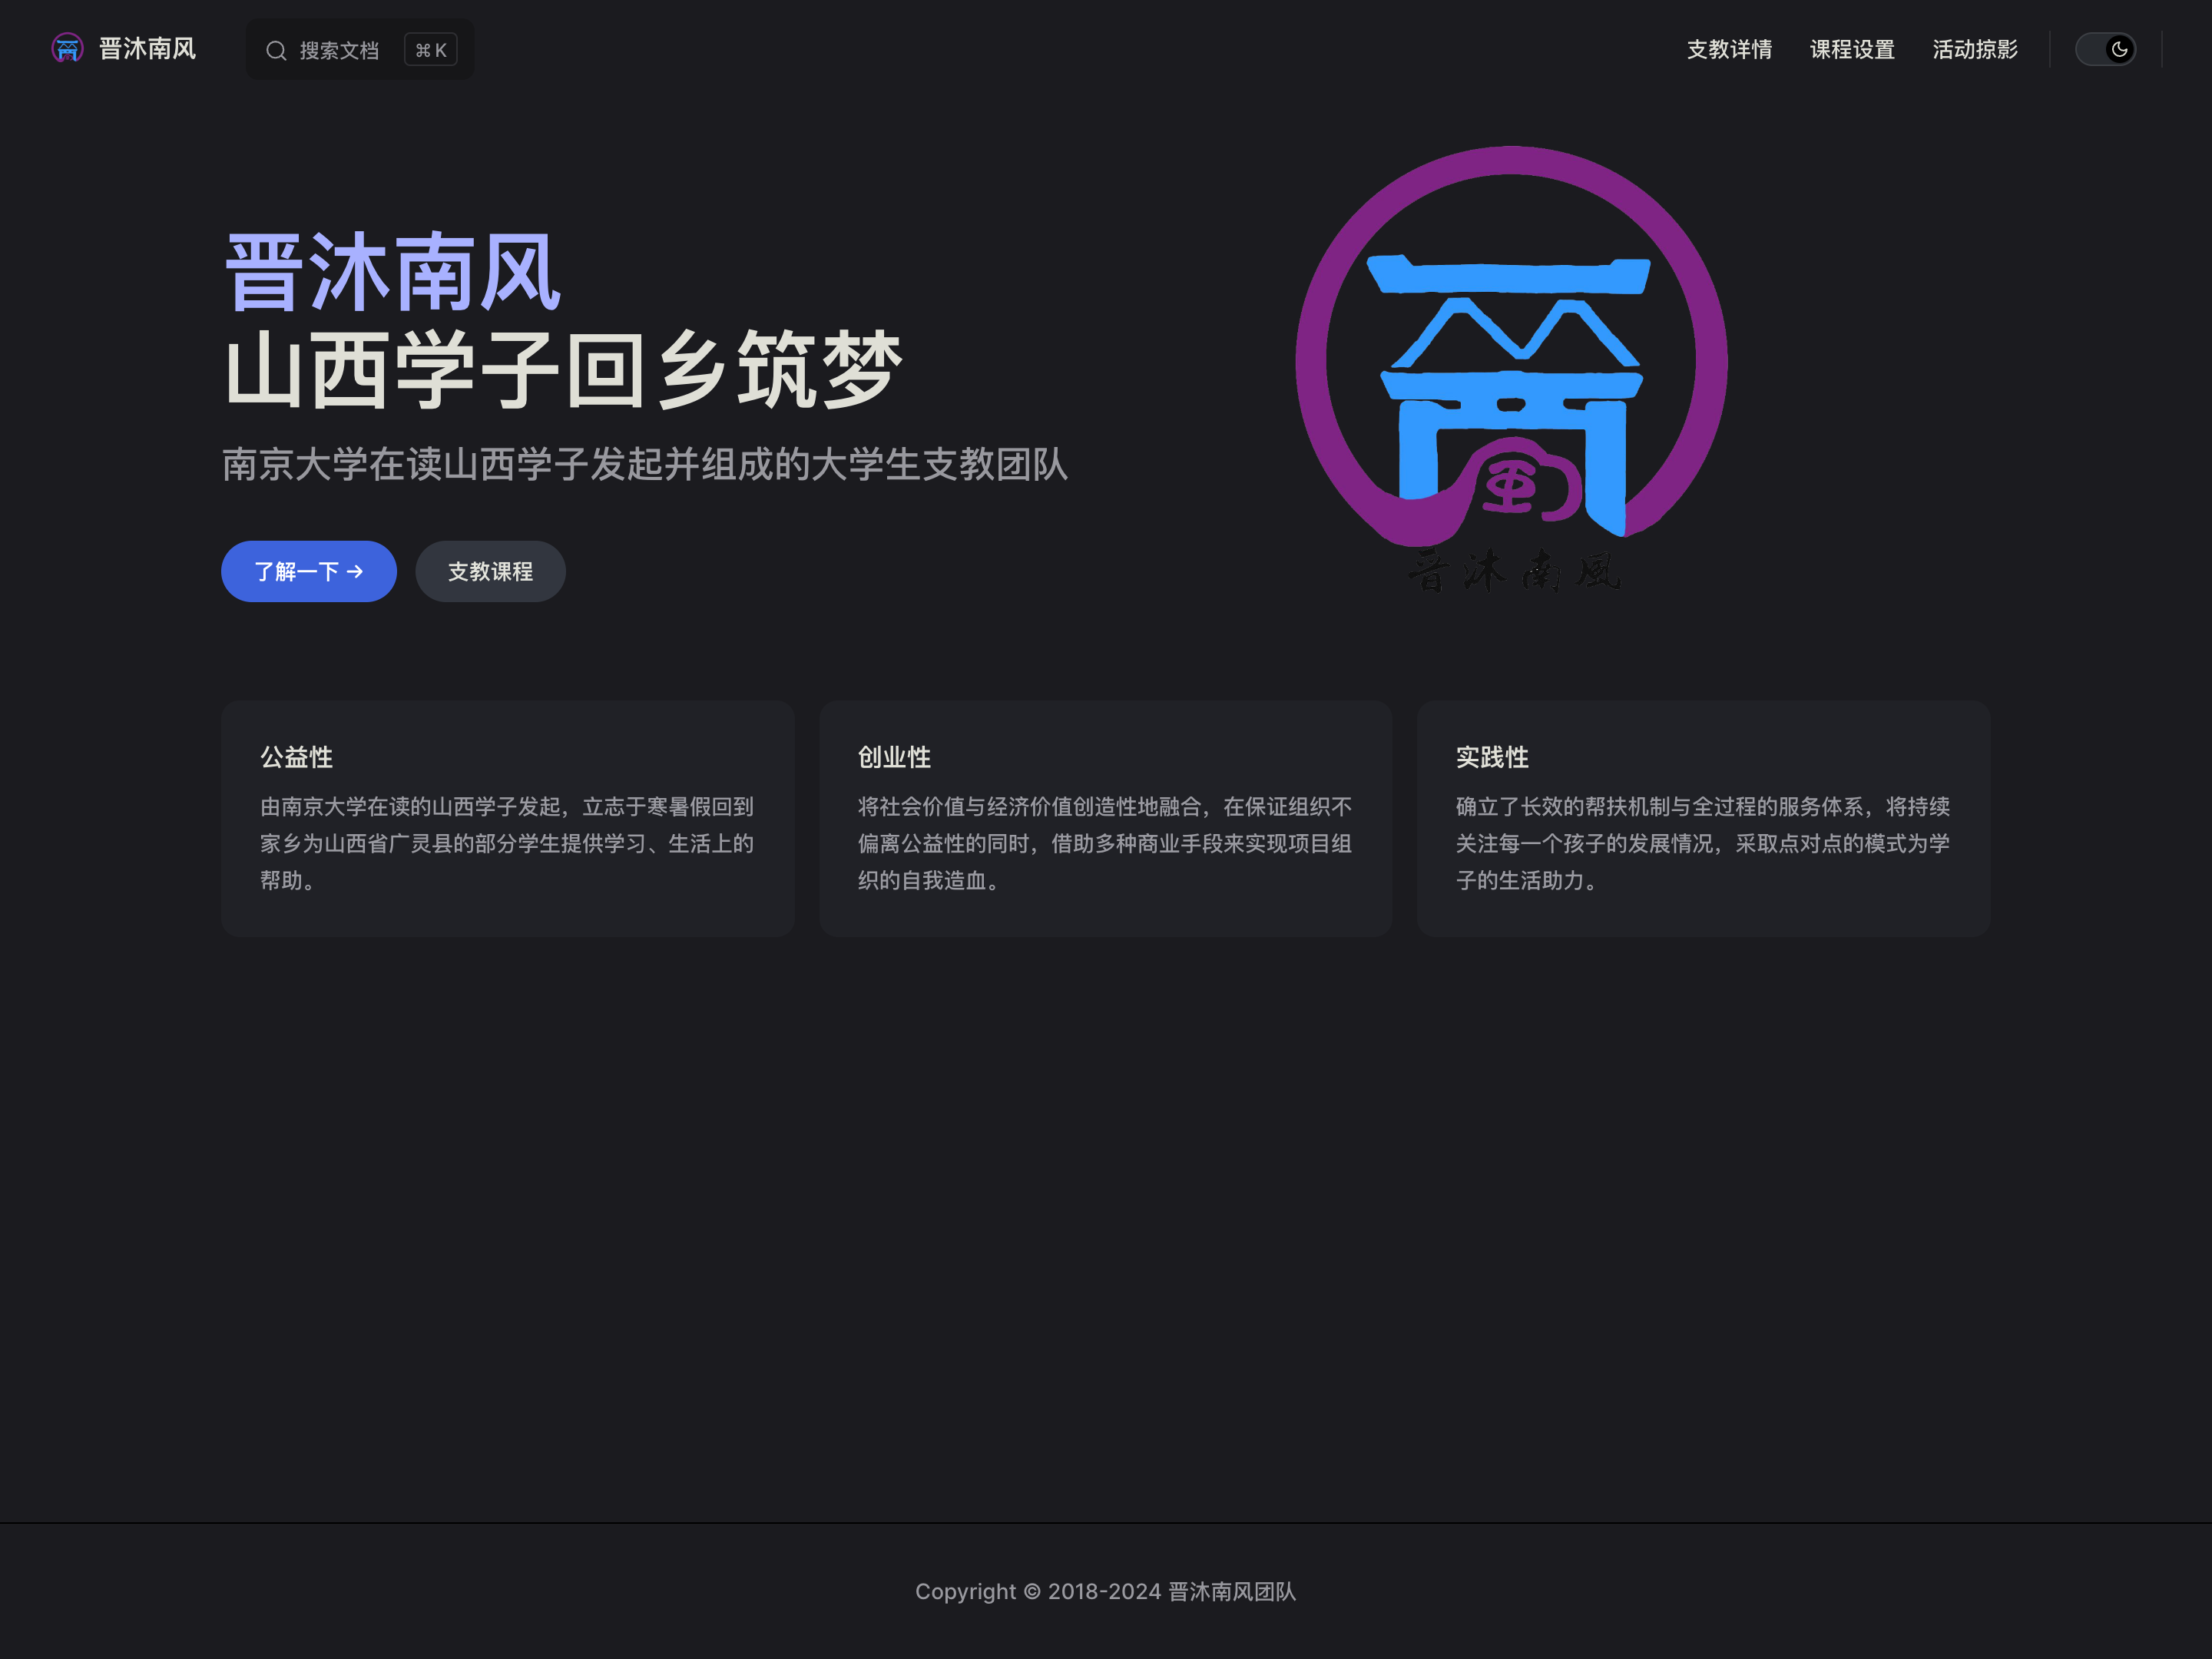 晋沐南风
搜索文档 ⌘ K
支教详情 课程设置 活动掠影
晋沐南风
山西学子回乡筑梦
南京大学在读山西学子发起并组成的大学生支教团队
了解一下 →
支教课程
晋沐南風
公益性
由南京大学在读的山西学子发起，立志于寒暑假回到
家乡为山西省广灵县的部分学生提供学习、生活上的
帮助。
创业性
将社会价值与经济价值创造性地融合，在保证组织不
偏离公益性的同时，借助多种商业手段来实现项目组
织的自我造血。
实践性
确立了长效的帮扶机制与全过程的服务体系，将持续
关注每一个孩子的发展情况，采取点对点的模式为学
子的生活助力。
Copyright © 2018-2024 晋沐南风团队